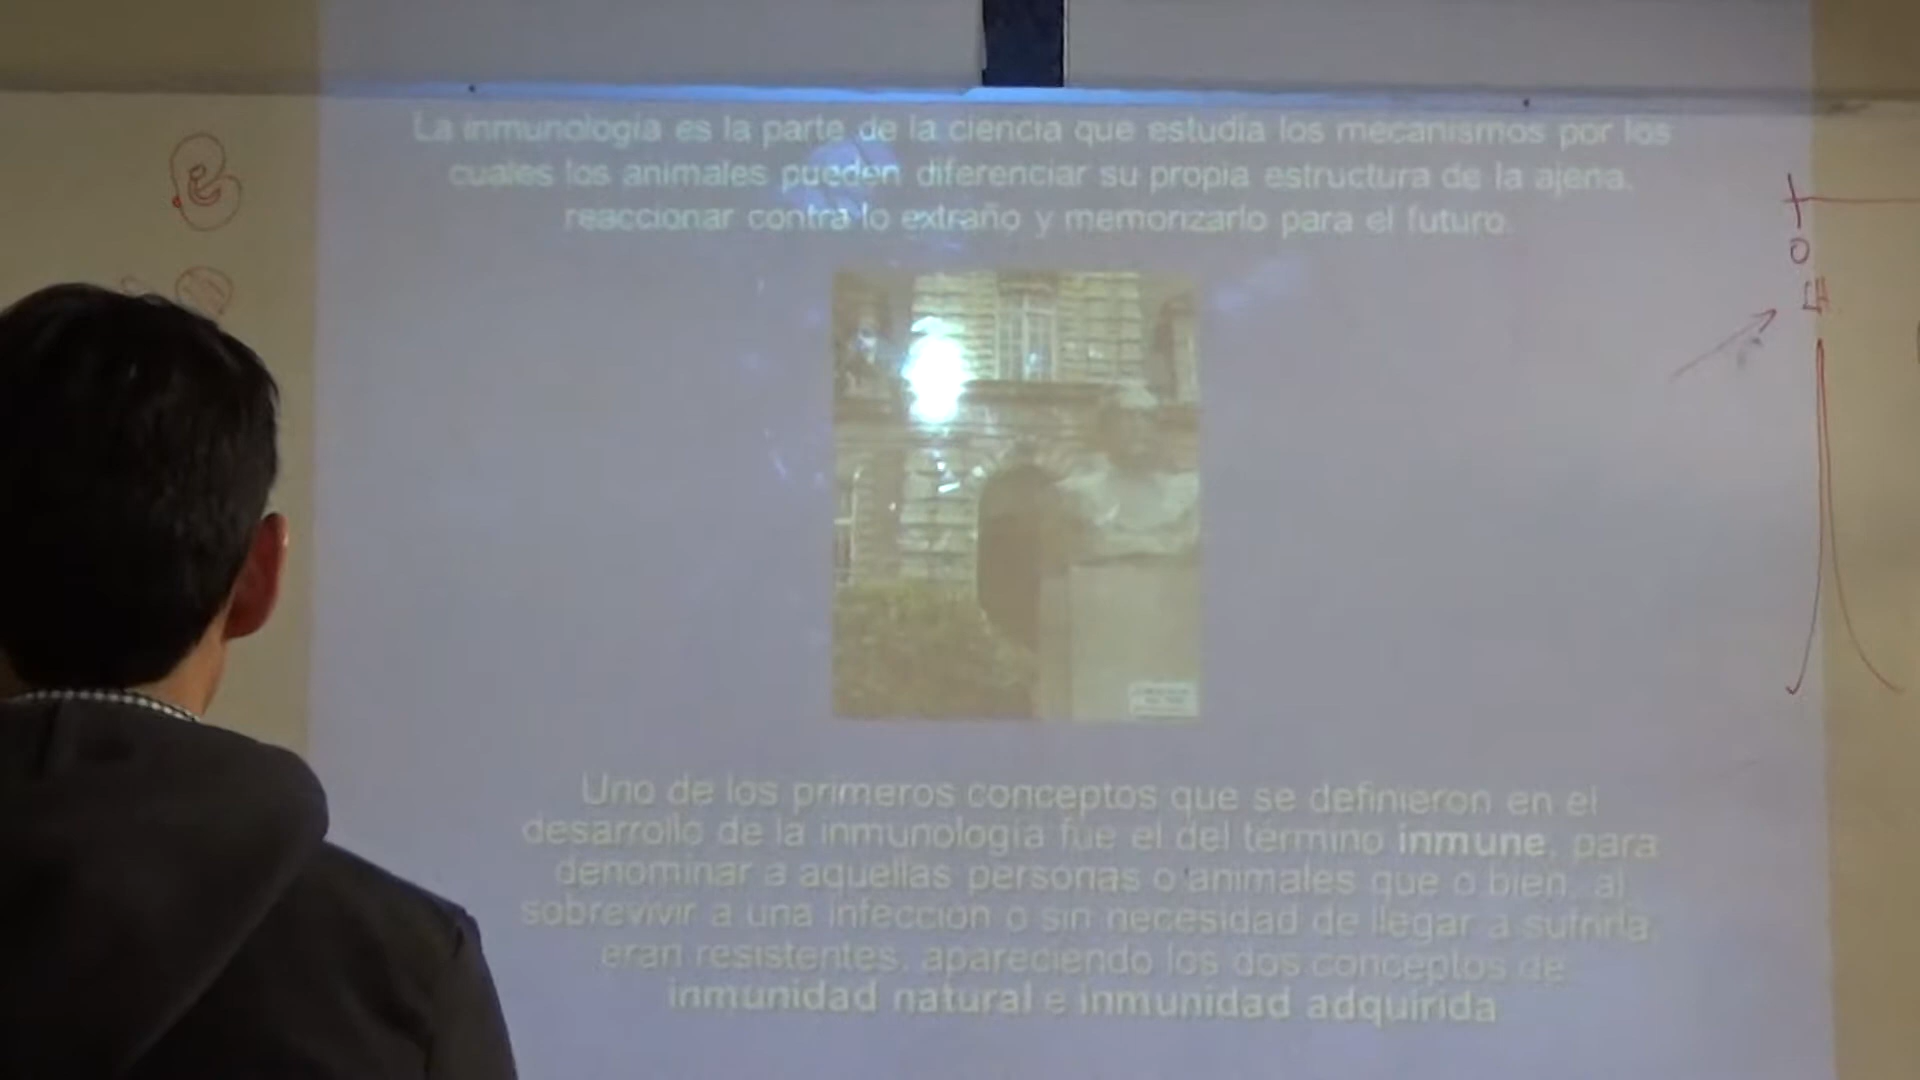 La inmunología es la parte de la ciencia que estudia los mecanismos por los
cuales los animales pueden diferenciar su propia estructura de la ajena,
reaccionar contra lo extraño y memorizarlo para el futuro.
Uno de los primeros conceptos que se definieron en el
desarrollo de la inmunología fue el del término inmune, para
denominar a aquellas personas o animales que o bien, al
sobrevivir a una infección o sin necesidad de llegar a sufrirla,
eran resistentes, apareciendo los dos conceptos de
inmunidad natural e inmunidad adquirida